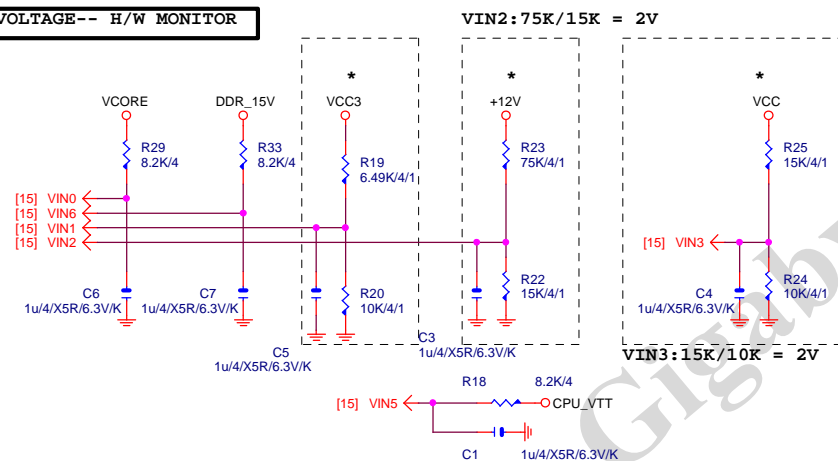 VOLTAGE-- H/W MONITOR
VIN2:75K/15K = 2V
*
*
*
VCORE
DDR_15V
VCC3
+12V
VCC
R29
8.2K/4
R33
8.2K/4
R19
6.49K/4/1
R23
75K/4/1
R25
15K/4/1
[15] VIN0
[15] VIN6
[15] VIN1
[15] VIN2
[15] VIN3
C6
1u/4/X5R/6.3V/K
C7
1u/4/X5R/6.3V/K
R20
10K/4/1
R22
15K/4/1
C4
1u/4/X5R/6.3V/K
R24
10K/4/1
C5
1u/4/X5R/6.3V/K
C3
1u/4/X5R/6.3V/K
VIN3:15K/10K = 2V
R18
8.2K/4
[15] VIN5
CPU_VTT
C1
1u/4/X5R/6.3V/K